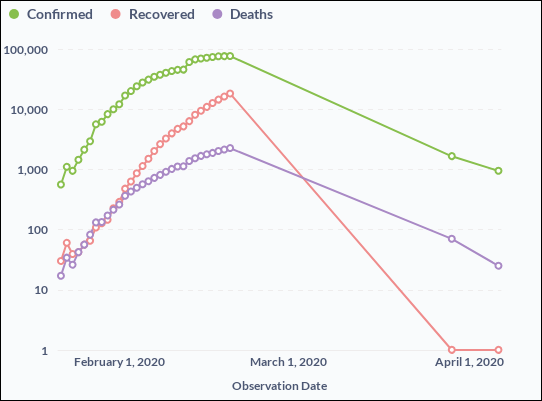 Confirmed Recovered Deaths
100,000
10,000
1,000
100
10
1
February 1, 2020 March 1, 2020 April 1, 2020
Observation Date